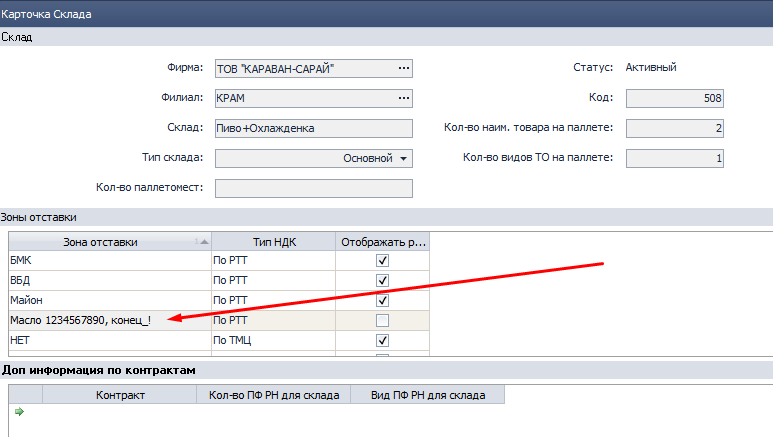 Карточка Склада
Склад
Фирма: ТОВ "КАРАВАН-САРАЙ" ... Статус: Активный
Филиал: КРАМ ... Код: 508
Склад: Пиво+Охлажденка Кол-во наим. товара на паллете: 2
Тип склада: Основной Кол-во видов ТО на паллете: 1
Кол-во паллетомест:
Зоны отставки
Зона отставки Тип НДК Отображать р...
БМК По РТТ
ВБД По РТТ
Майон По РТТ
Масло 1234567890, конец_! По РТТ
НЕТ По ТМЦ
Доп информация по контрактам
Контракт Кол-во ПФ РН для склада Вид ПФ РН для склада